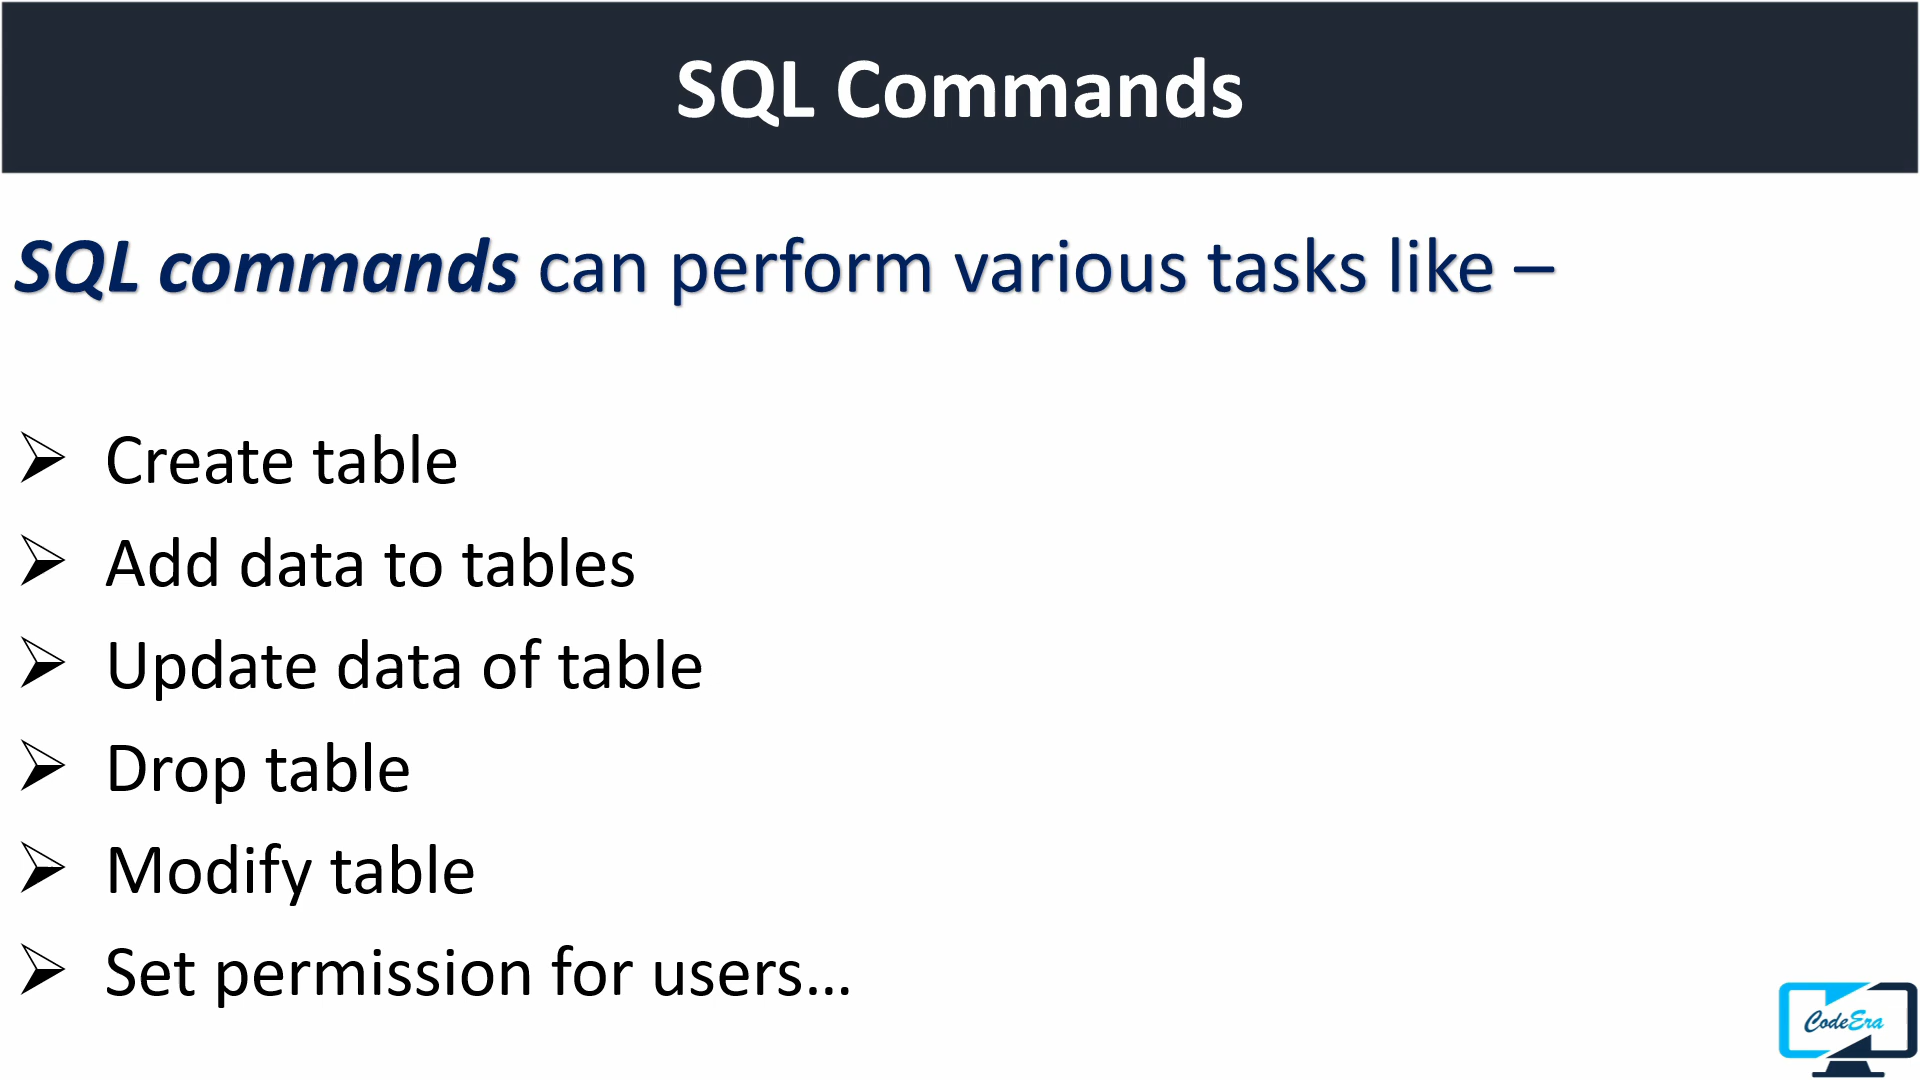 SQL Commands
SQL commands can perform various tasks like –
➢ Create table
➢ Add data to tables
➢ Update data of table
➢ Drop table
➢ Modify table
➢ Set permission for users...
CodeEra